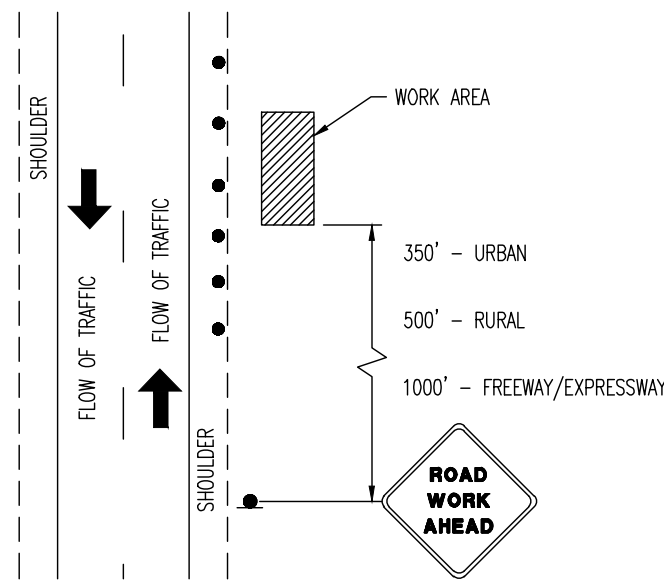 WORK AREA
SHOULDER
FLOW OF TRAFFIC
FLOW OF TRAFFIC
350' – URBAN
500' – RURAL
1000' – FREEWAY/EXPRESSWAY
SHOULDER
ROAD
WORK
AHEAD